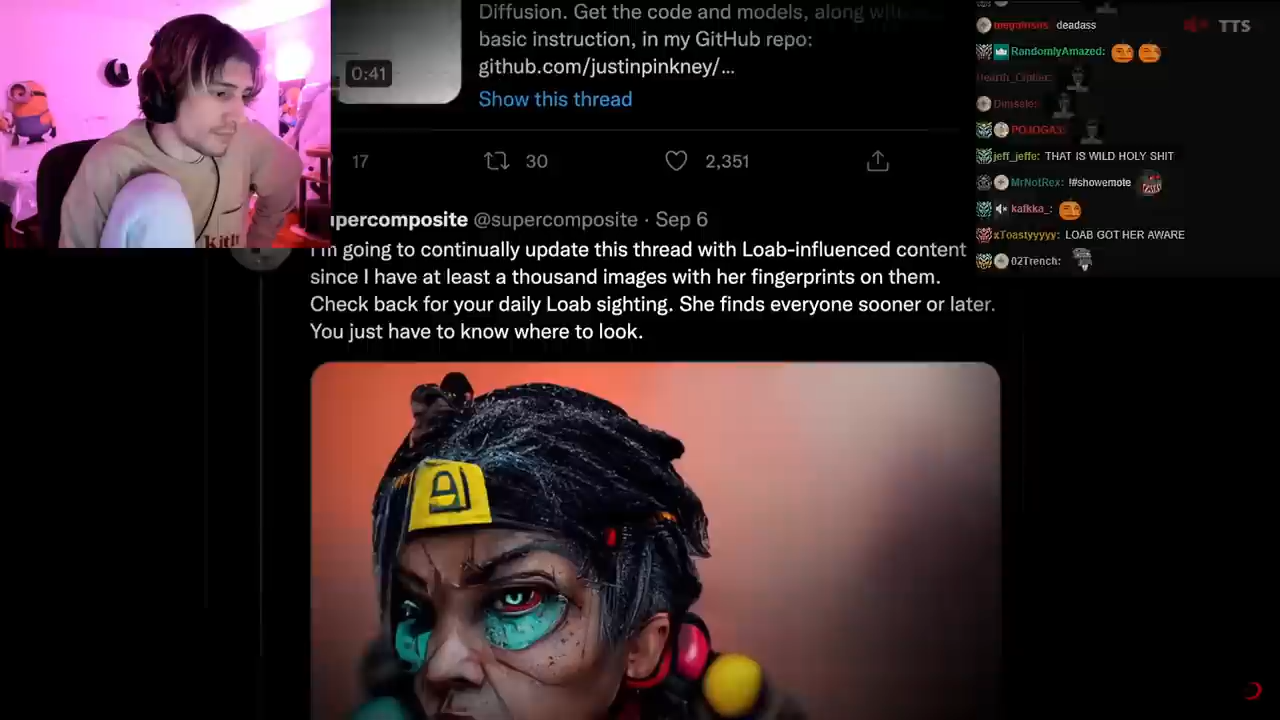 Diffusion. Get the code and models, along
basic instruction, in my GitHub repo:
github.com/justinpinkney/...
0:41
Show this thread
17
30
2,351
upercomposite @supercomposite · Sep 6
I'm going to continually update this thread with Loab-influenced content
since I have at least a thousand images with her fingerprints on them.
Check back for your daily Loab sighting. She finds everyone sooner or later.
You just have to know where to look.
deadass
TTS
RandomlyAmazed:
Dearth_Cipher:
Dimsele:
POJOGA3:
jeff_jeffe: THAT IS WILD HOLY SHIT
MrNotRex: !#showemote
kafkka_:
xToastyyyyy: LOAB GOT HER AWARE
02Trench: